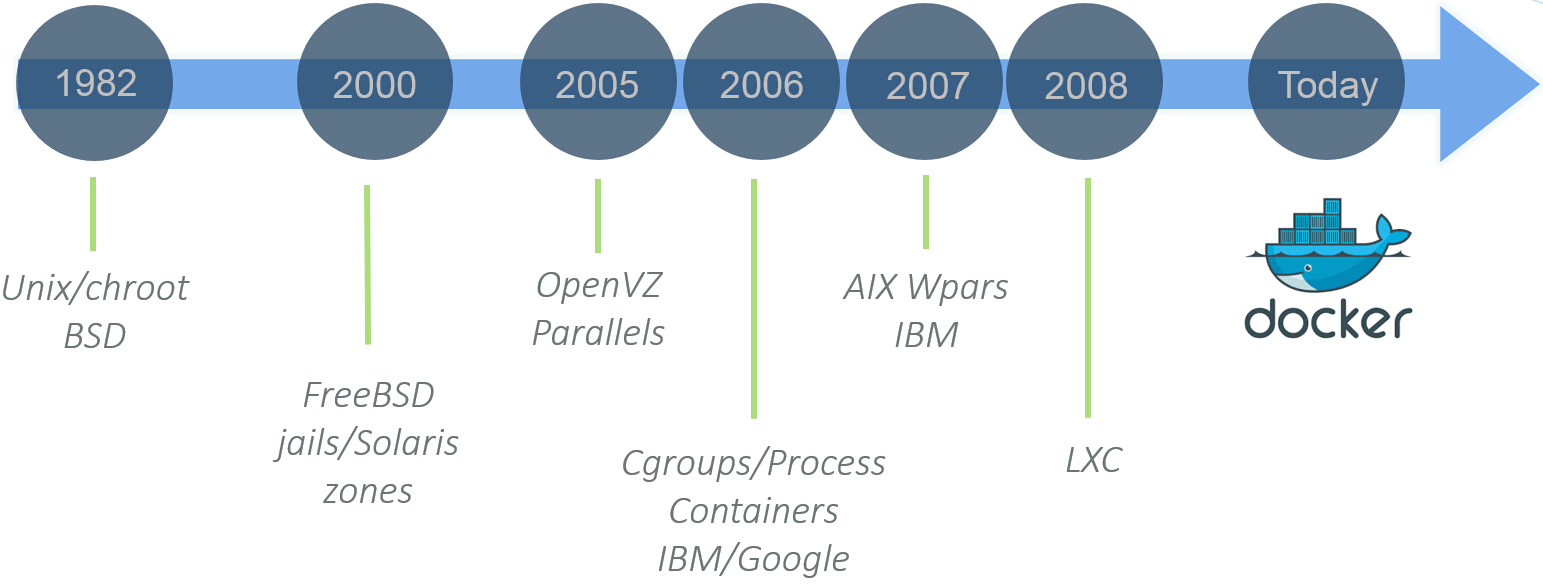 1982
2000
2005
2006
2007
2008
Today
Unix/chroot
BSD
FreeBSD
jails/Solaris
zones
OpenVZ
Parallels
Cgroups/Process
Containers
IBM/Google
AIX Wpars
IBM
LXC
docker